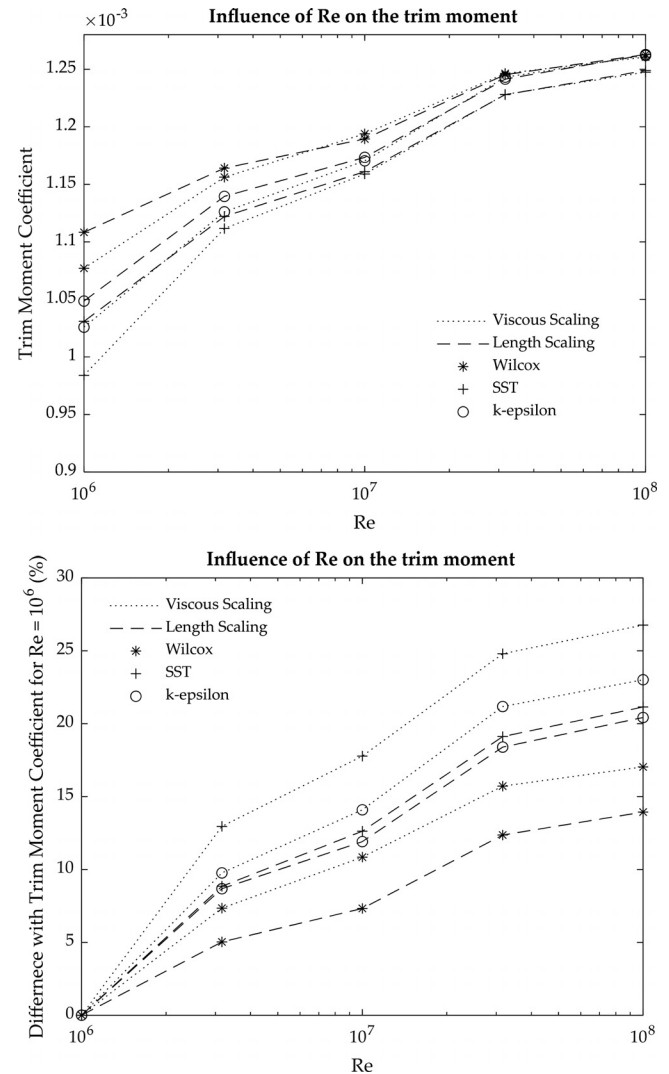 ×10⁻³
Influence of Re on the trim moment
Trim Moment Coefficient
1.25
1.2
1.15
1.1
1.05
1
0.95
0.9
Viscous Scaling
Length Scaling
Wilcox
SST
k-epsilon
10⁶
10⁷
10⁸
Re
Influence of Re on the trim moment
Differnece with Trim Moment Coefficient for Re = 10⁶ (%)
30
25
20
15
10
5
0
Viscous Scaling
Length Scaling
Wilcox
SST
k-epsilon
10⁶
10⁷
10⁸
Re